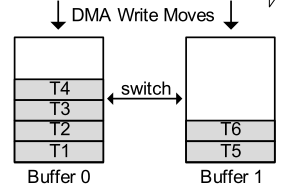 DMA Write Moves
T4
T3
T2
T1
switch
T6
T5
Buffer 0
Buffer 1